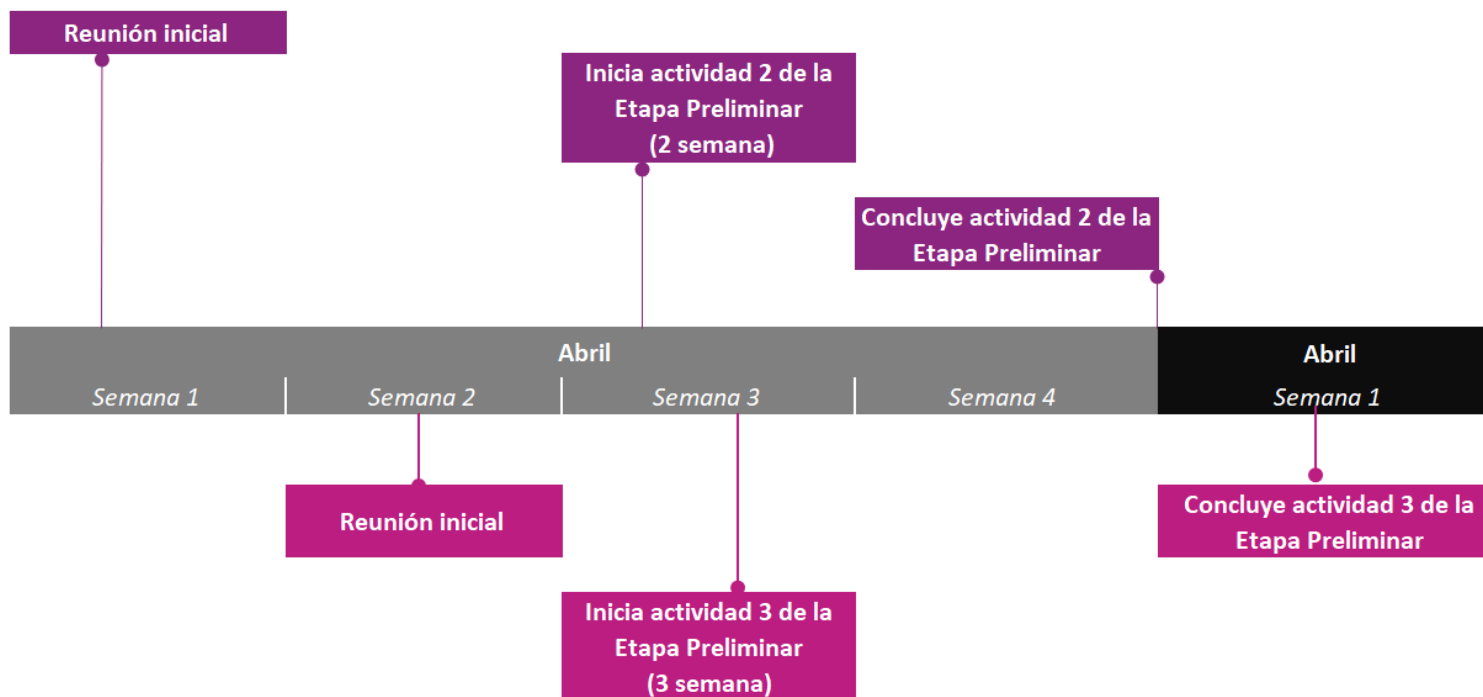 Reunión inicial
Inicia actividad 2 de la
Etapa Preliminar
(2 semana)
Concluye actividad 2 de la
Etapa Preliminar
Abril
Abril
Semana 1
Semana 2
Semana 3
Semana 4
Semana 1
Reunión inicial
Concluye actividad 3 de la
Etapa Preliminar
Inicia actividad 3 de la
Etapa Preliminar
(3 semana)